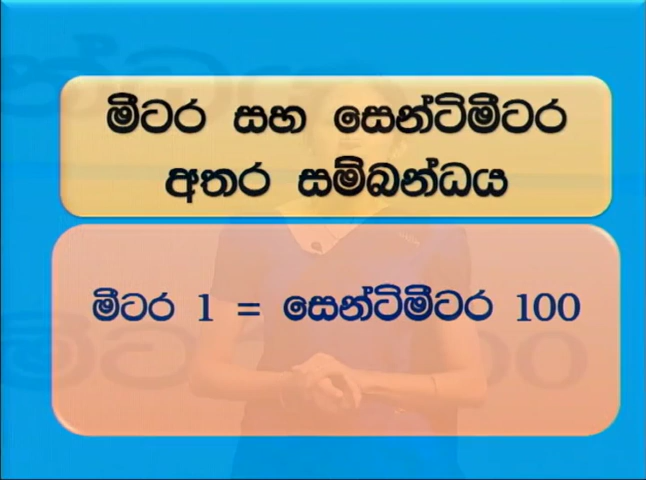 මීටර සහ සෙන්ටිමීටර
අතර සම්බන්ධය
මීටර 1 = සෙන්ටිමීටර 100